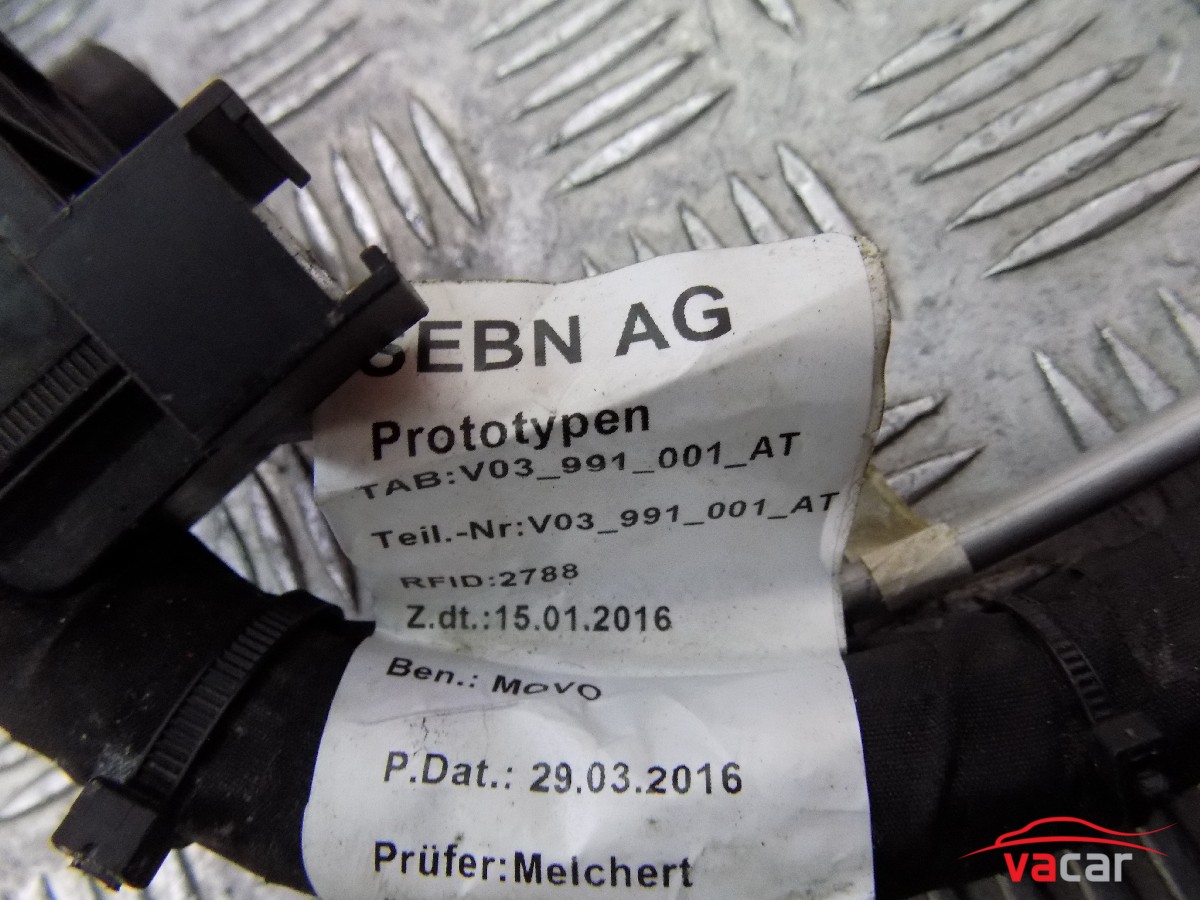 SEBN AG
Prototypen
TAB:V03_991_001_AT
Teil.-Nr:V03_991_001_AT
RFID:2788
Z.dt.:15.01.2016
Ben.: MOVO
P.Dat.: 29.03.2016
Prüfer:Melchert
vacar